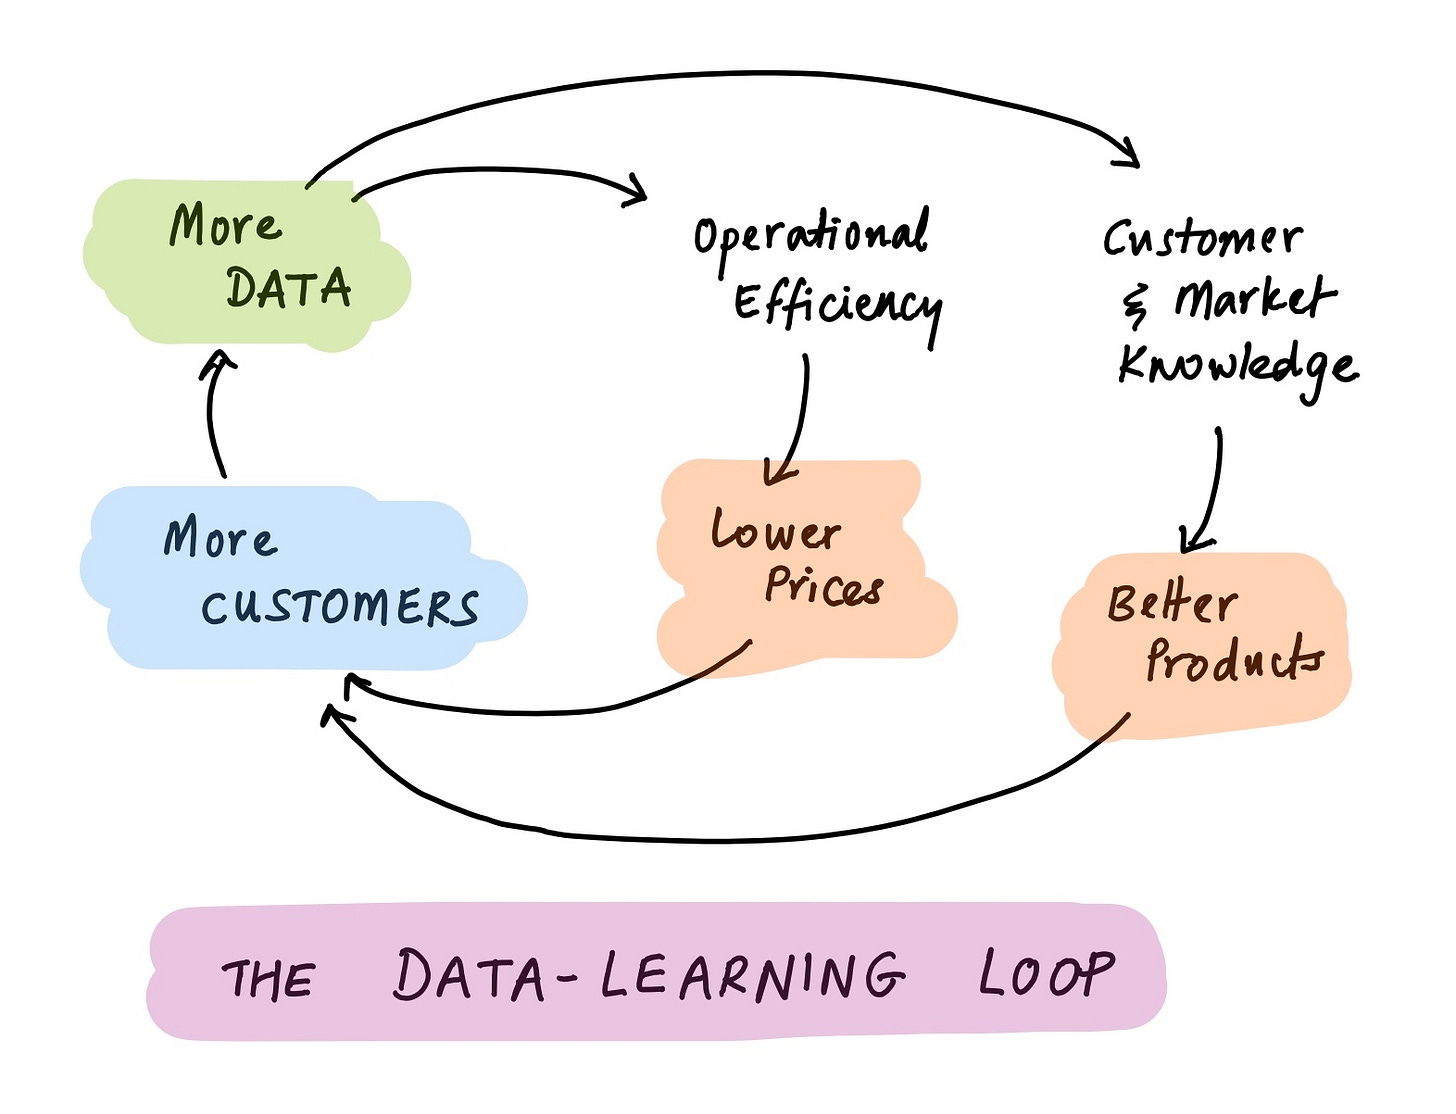 More
DATA
Operational
Efficiency
Customer
& Market
Knowledge
More
CUSTOMERS
Lower
Prices
Better
Products
THE DATA-LEARNING LOOP